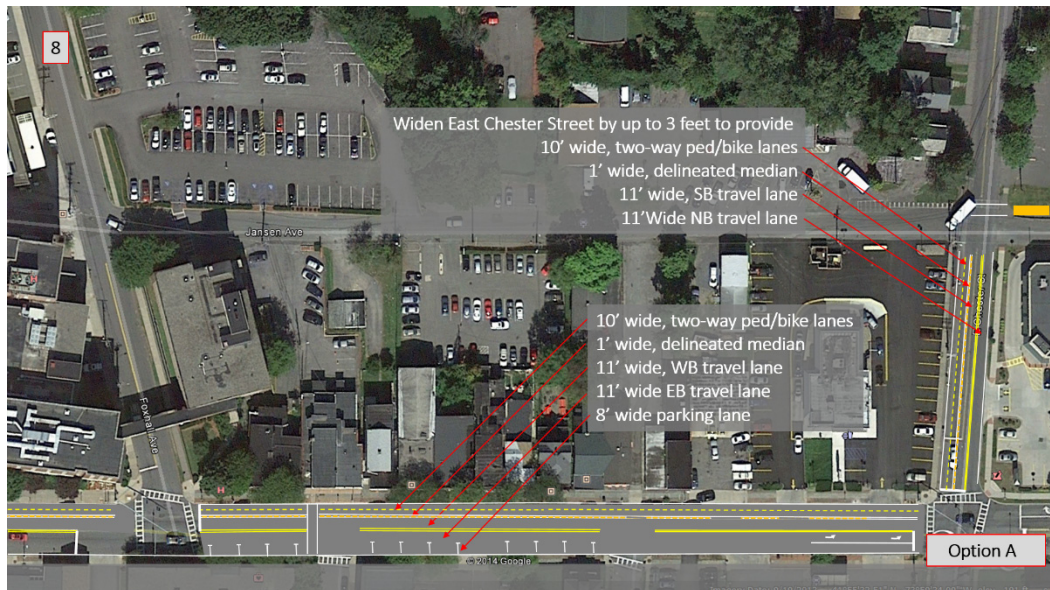 8
Widen East Chester Street by up to 3 feet to provide
10' wide, two-way ped/bike lanes
1' wide, delineated median
11' wide, SB travel lane
11'Wide NB travel lane
Jansen Ave
10' wide, two-way ped/bike lanes
1' wide, delineated median
11' wide, WB travel lane
11' wide EB travel lane
8' wide parking lane
Foxhall Ave
© 2014 Google
Option A